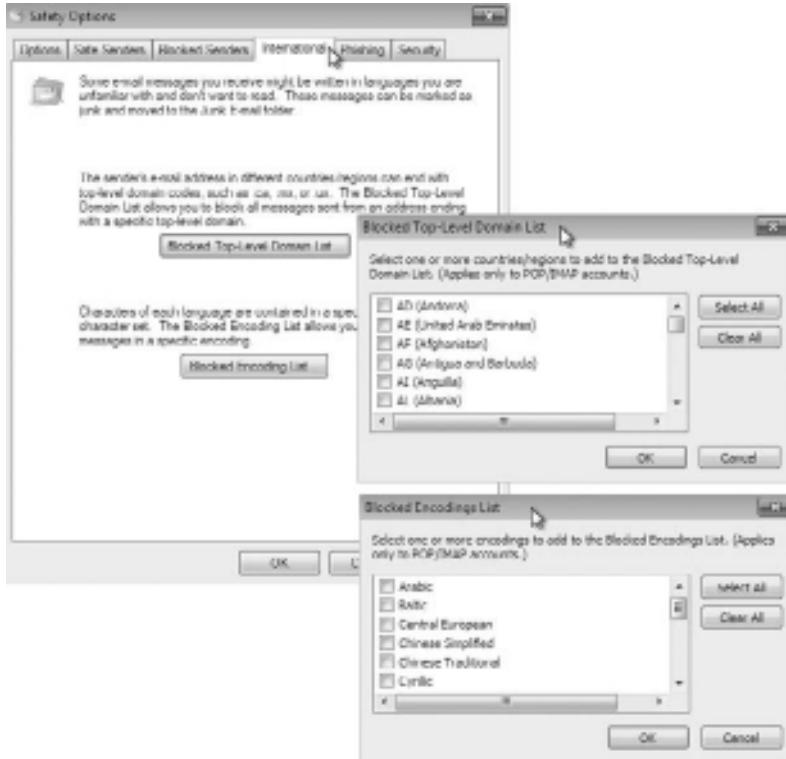 Safety Options
Options Safe Senders Blocked Senders International Phishing Security
Some e-mail messages you receive might be written in languages you are
unfamiliar with and don't want to read. These messages can be marked as
junk and moved to the Junk E-mail folder.
The sender's e-mail address in different countries/regions can end with
top-level domain codes, such as .ca, .mx, or .us. The Blocked Top-Level
Domain List allows you to block all messages sent from an address ending
with a specific top-level domain.
Blocked Top-Level Domain List
Characters of each language are contained in a
character set. The Blocked Encoding List allows you
messages in a specific encoding.
Blocked Encoding List
OK
Blocked Top-Level Domain List
Select one or more countries/regions to add to the Blocked Top-Level
Domain List. (Applies only to POP/IMAP accounts.)
AD (Andorra)
AE (United Arab Emirates)
AF (Afghanistan)
AG (Antigua and Barbuda)
AI (Anguilla)
AL (Albania)
Select All
Clear All
OK Cancel
Blocked Encodings List
Select one or more encodings to add to the Blocked Encodings List. (Applies
only to POP/IMAP accounts.)
Arabic
Baltic
Central European
Chinese Simplified
Chinese Traditional
Cyrillic
Select All
Clear All
OK Cancel